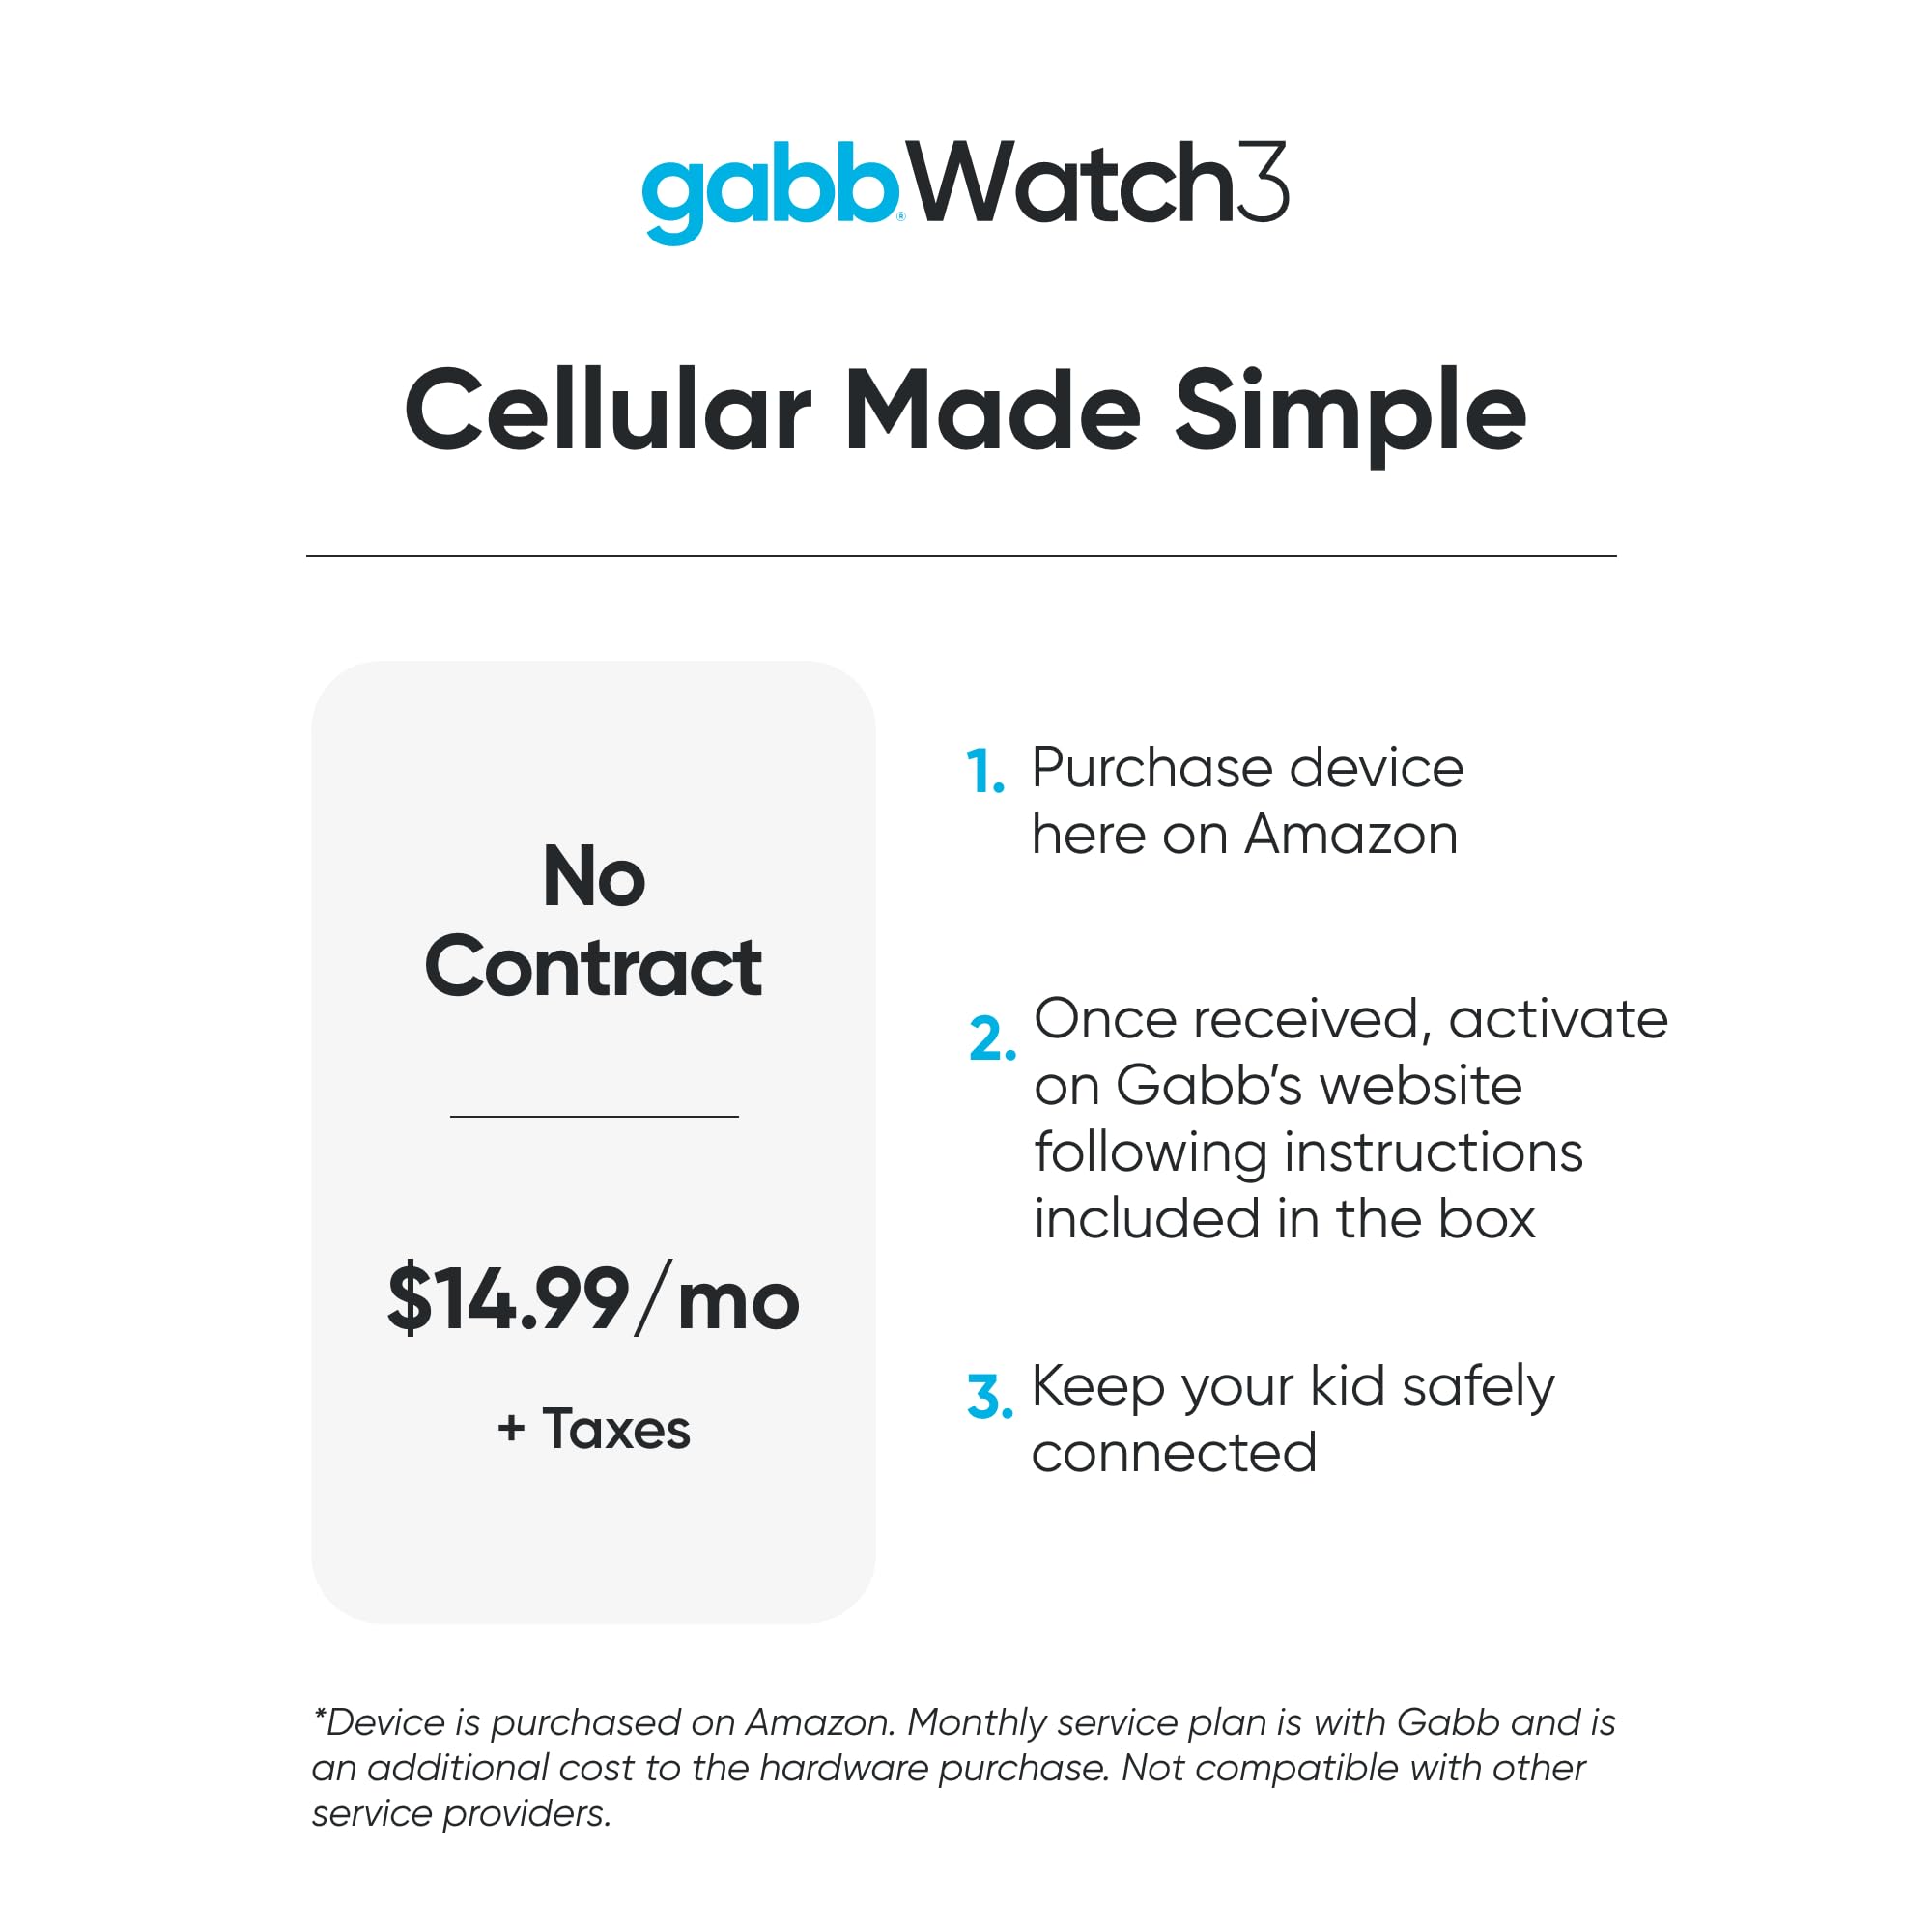 gabb®Watch3
Cellular Made Simple
No
Contract
$14.99/mo
+ Taxes
1. Purchase device
here on Amazon
2. Once received, activate
on Gabb’s website
following instructions
included in the box
3. Keep your kid safely
connected
*Device is purchased on Amazon. Monthly service plan is with Gabb and is
an additional cost to the hardware purchase. Not compatible with other
service providers.